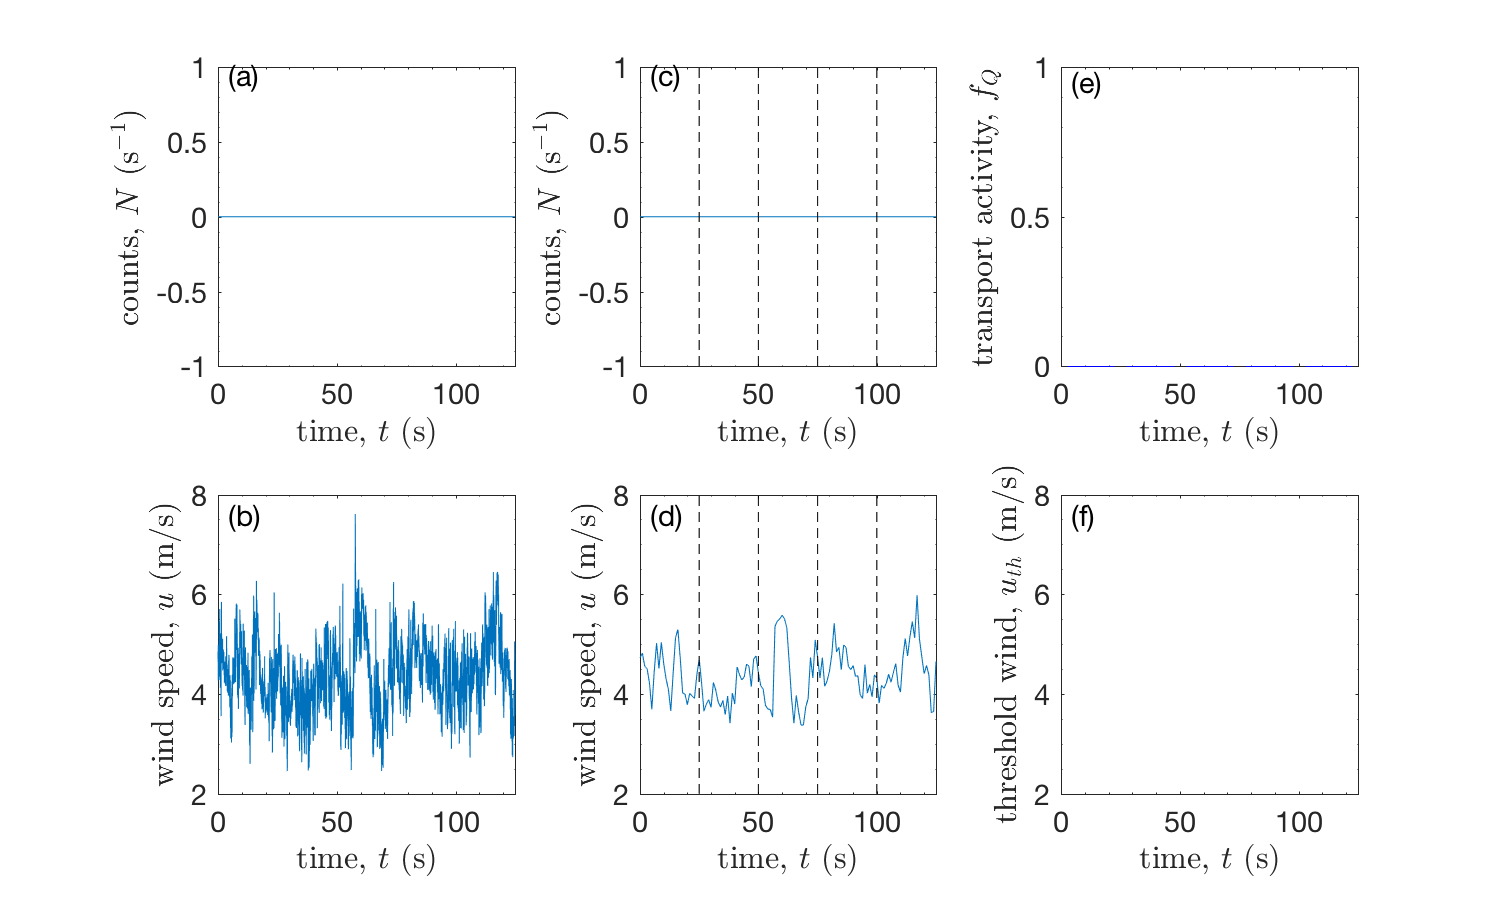 (a)
1
0.5
0
-0.5
-1
counts, N (s⁻¹)
0 50 100
time, t (s)
(c)
1
0.5
0
-0.5
-1
counts, N (s⁻¹)
0 50 100
time, t (s)
(e)
1
0.5
0
transport activity, f_Q
0 50 100
time, t (s)
(b)
8
6
4
2
wind speed, u (m/s)
0 50 100
time, t (s)
(d)
8
6
4
2
wind speed, u (m/s)
0 50 100
time, t (s)
(f)
8
6
4
2
threshold wind, u_th (m/s)
0 50 100
time, t (s)